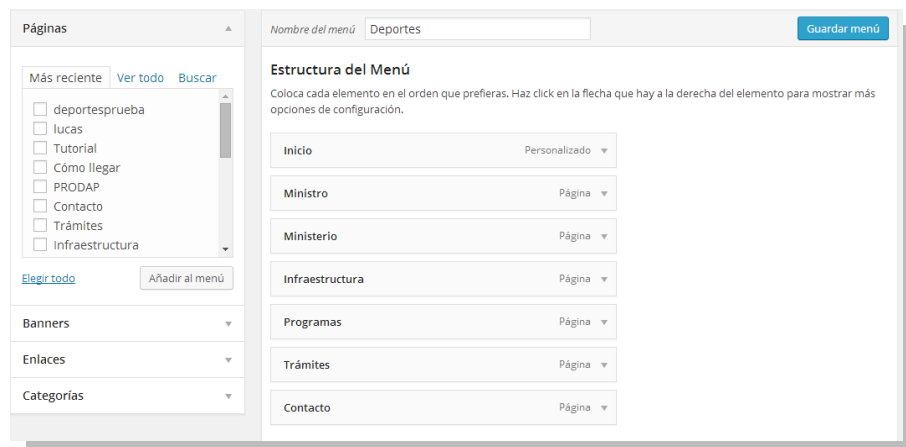 Páginas
Más reciente Ver todo Buscar
deportesprueba
lucas
Tutorial
Cómo llegar
PRODAP
Contacto
Trámites
Infraestructura
Elegir todo Añadir al menú
Banners
Enlaces
Categorías
Nombre del menú Deportes Guardar menú
Estructura del Menú
Coloca cada elemento en el orden que prefieras. Haz click en la flecha que hay a la derecha del elemento para mostrar más
opciones de configuración.
Inicio Personalizado
Ministro Página
Ministerio Página
Infraestructura Página
Programas Página
Trámites Página
Contacto Página